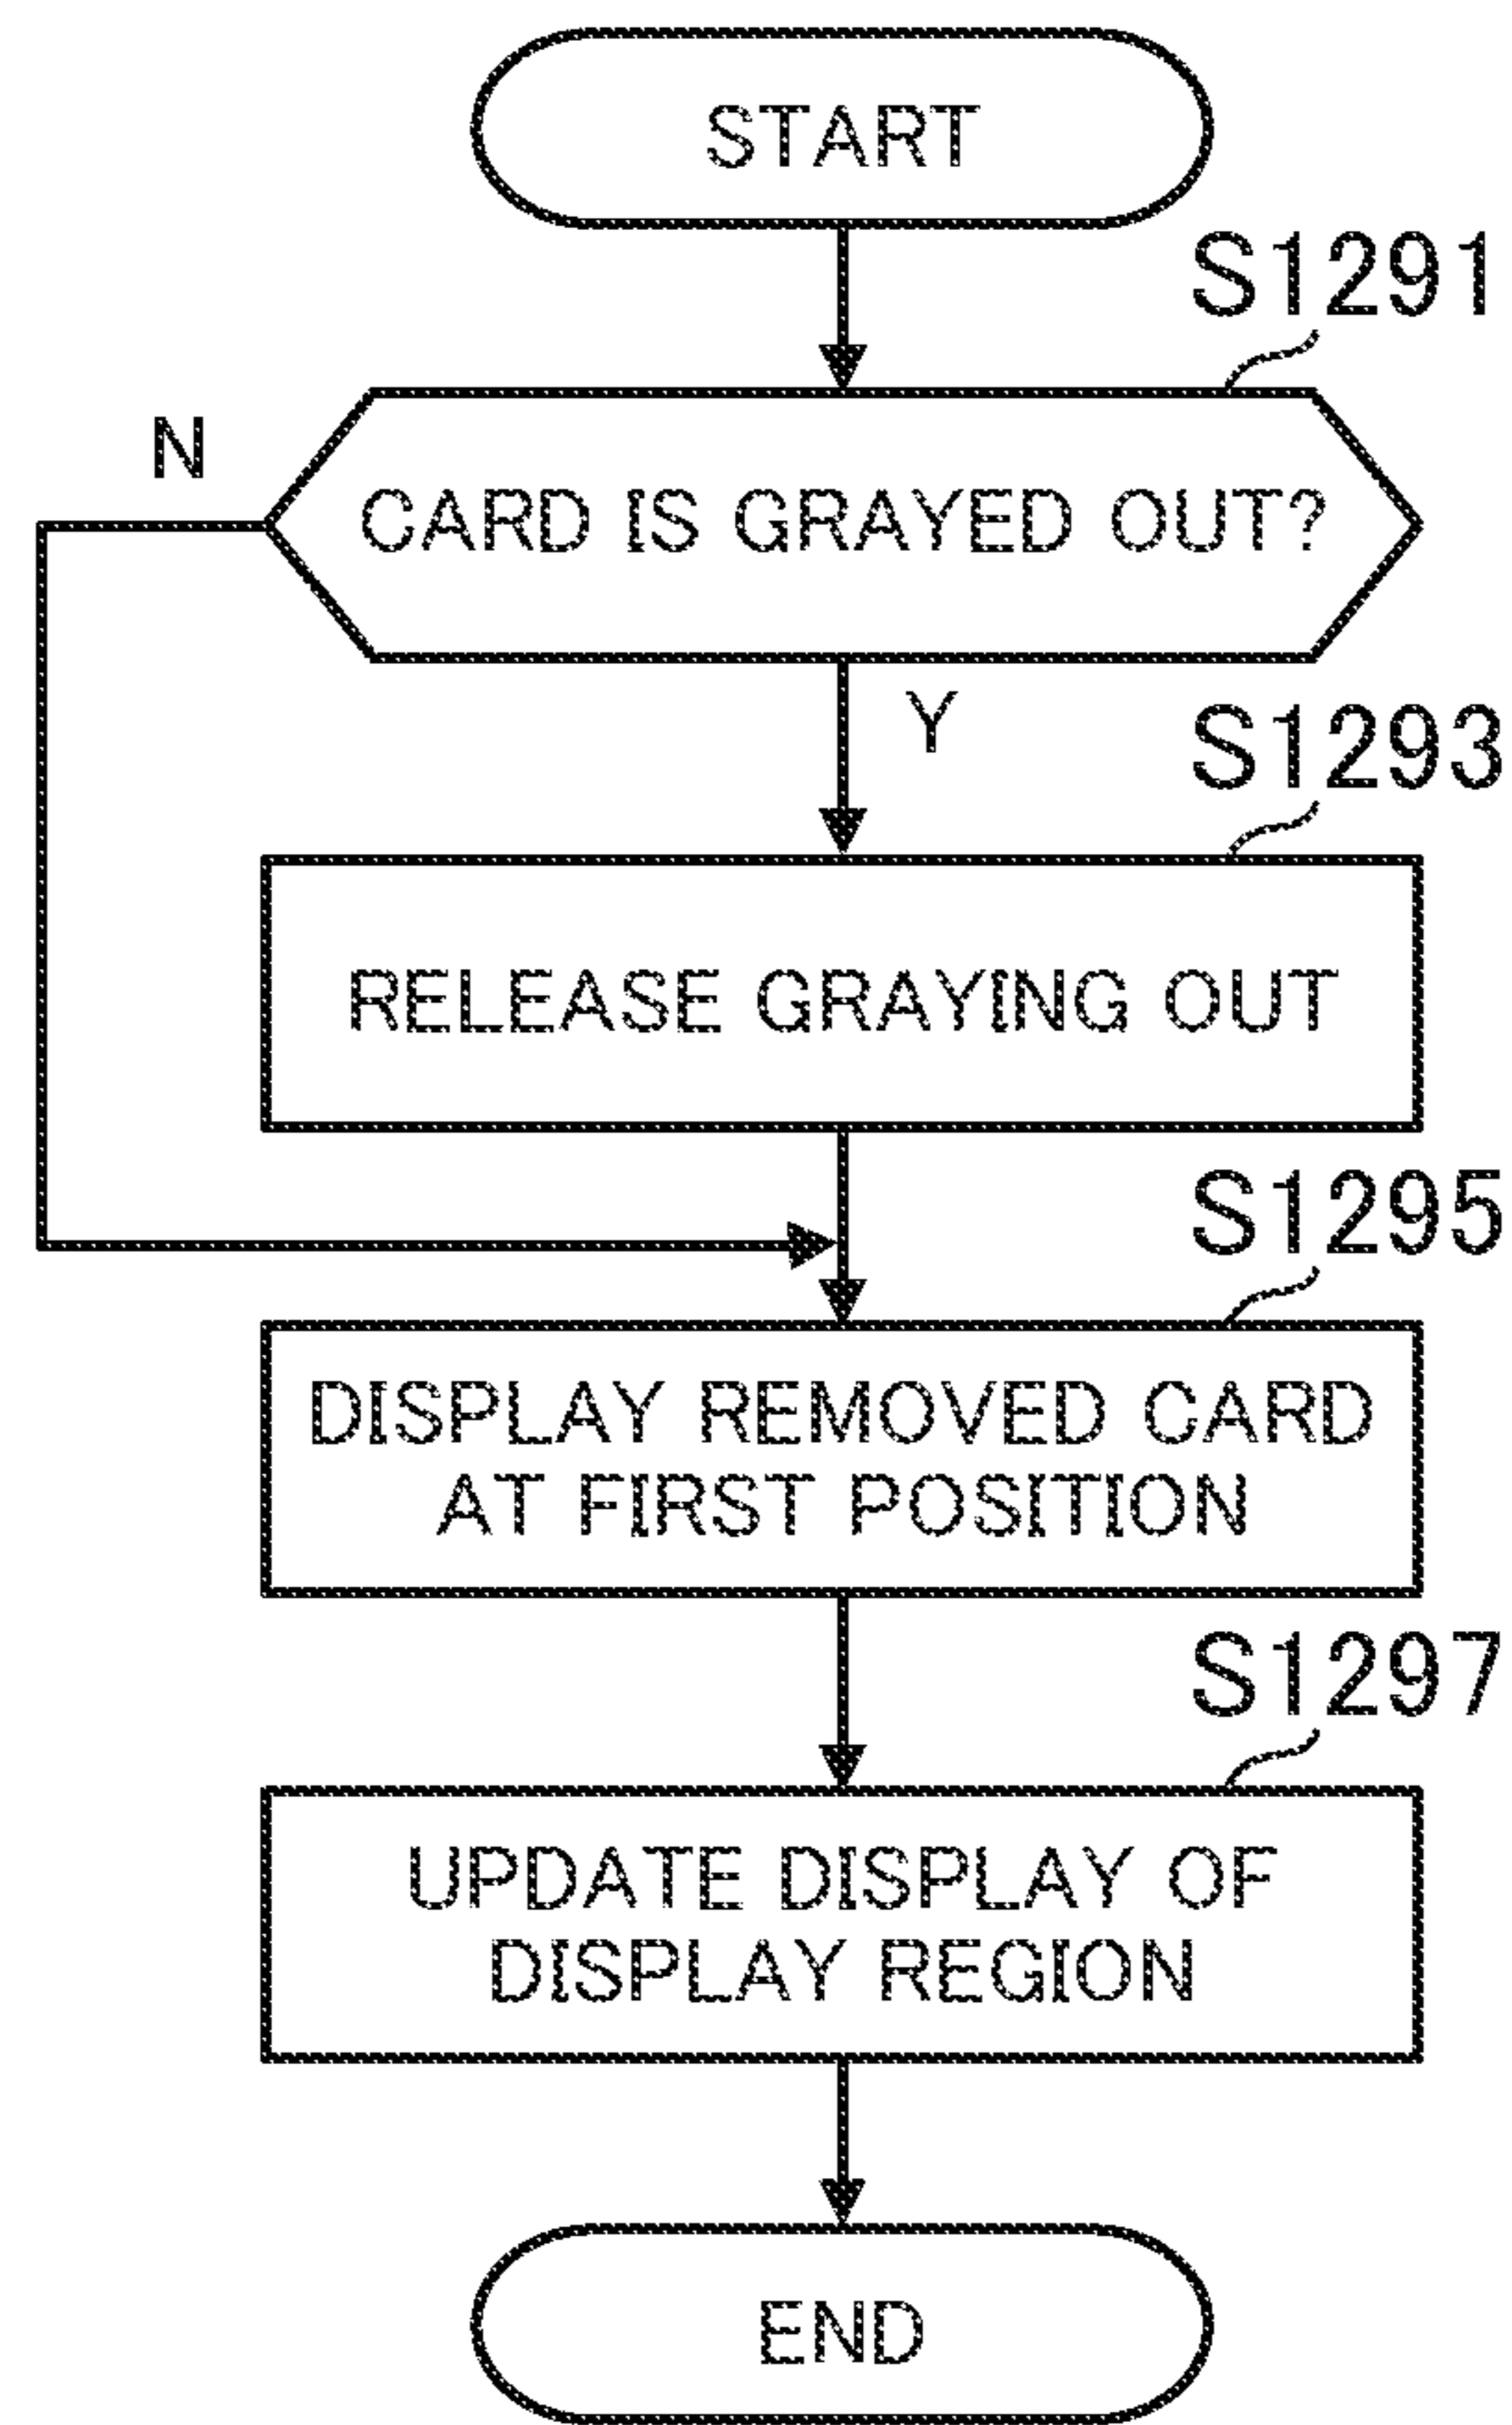 START
S1291
N
CARD IS GRAYED OUT?
Y
S1293
RELEASE GRAYING OUT
S1295
DISPLAY REMOVED CARD
AT FIRST POSITION
S1297
UPDATE DISPLAY OF
DISPLAY REGION
END